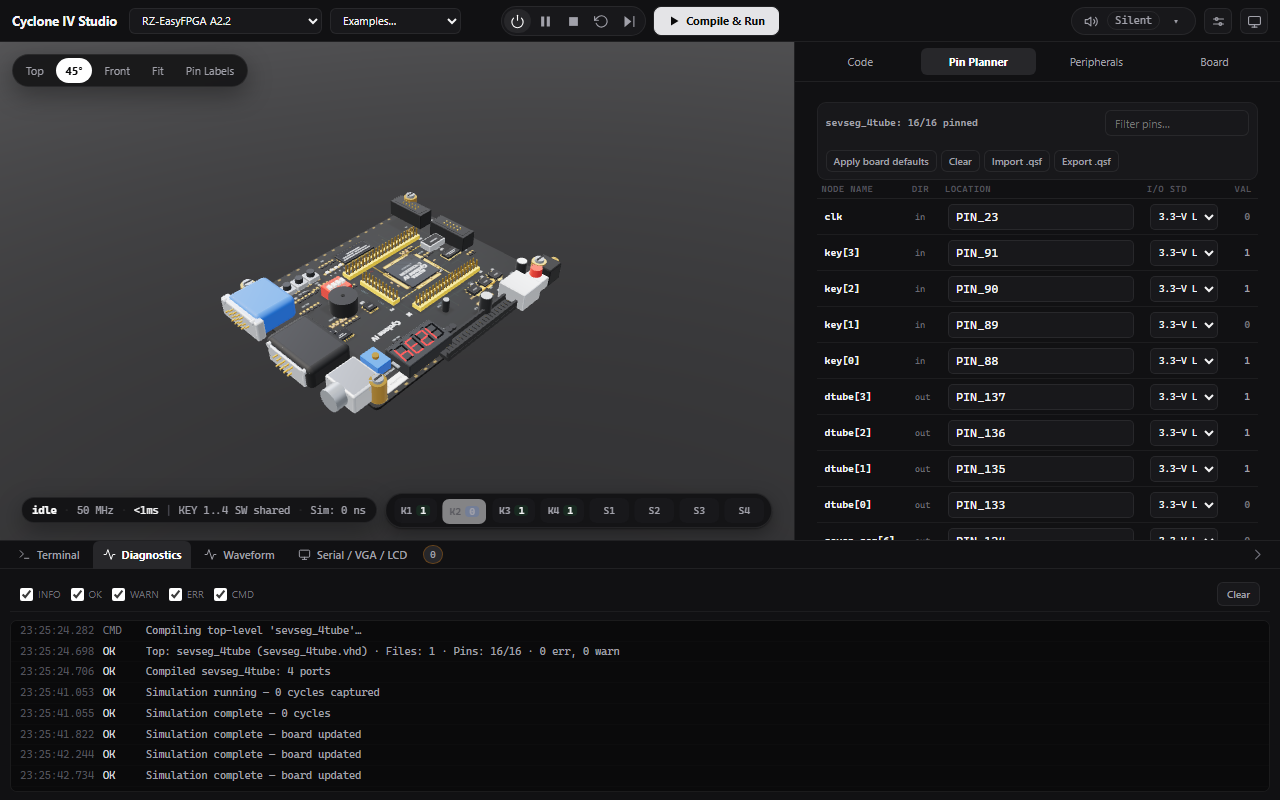 Cyclone IV Studio RZ-EasyFPGA A2.2 Examples... Compile & Run Silent
Top 45° Front Fit Pin Labels
Code Pin Planner Peripherals Board
sevseg_4tube: 16/16 pinned Filter pins...
Apply board defaults Clear Import .qsf Export .qsf
NODE NAME DIR LOCATION I/O STD VAL
clk in PIN_23 3.3-V L 0
key[3] in PIN_91 3.3-V L 1
key[2] in PIN_90 3.3-V L 1
key[1] in PIN_89 3.3-V L 0
key[0] in PIN_88 3.3-V L 1
dtube[3] out PIN_137 3.3-V L 1
dtube[2] out PIN_136 3.3-V L 1
dtube[1] out PIN_135 3.3-V L 1
dtube[0] out PIN_133 3.3-V L 0
Cyclone IV
idle · 50 MHz · <1ms | KEY 1..4 SW shared · Sim: 0 ns
K1 1 K2 0 K3 1 K4 1 S1 S2 S3 S4
Terminal Diagnostics Waveform Serial / VGA / LCD 0
INFO OK WARN ERR CMD Clear
23:25:24.282 CMD Compiling top-level 'sevseg_4tube'…
23:25:24.698 OK Top: sevseg_4tube (sevseg_4tube.vhd) · Files: 1 · Pins: 16/16 · 0 err, 0 warn
23:25:24.706 OK Compiled sevseg_4tube: 4 ports
23:25:41.053 OK Simulation running — 0 cycles captured
23:25:41.055 OK Simulation complete — 0 cycles
23:25:41.822 OK Simulation complete — board updated
23:25:42.244 OK Simulation complete — board updated
23:25:42.734 OK Simulation complete — board updated